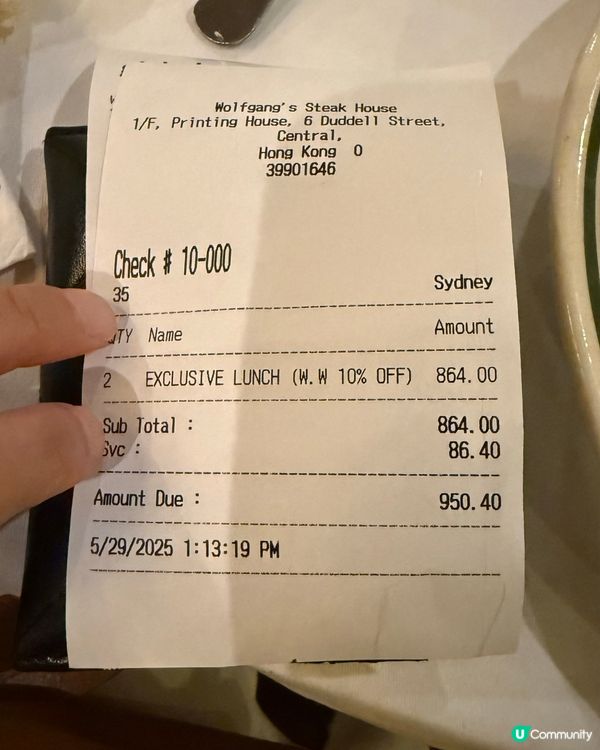 Wolfgang's Steak House
1/F, Printing House, 6 Duddell Street,
Central,
Hong Kong 0
39901646
Check # 10-000
35 Sydney
QTY Name Amount
2 EXCLUSIVE LUNCH (W.W 10% OFF) 864.00
Sub Total : 864.00
Svc : 86.40
Amount Due : 950.40
5/29/2025 1:13:19 PM
U Community